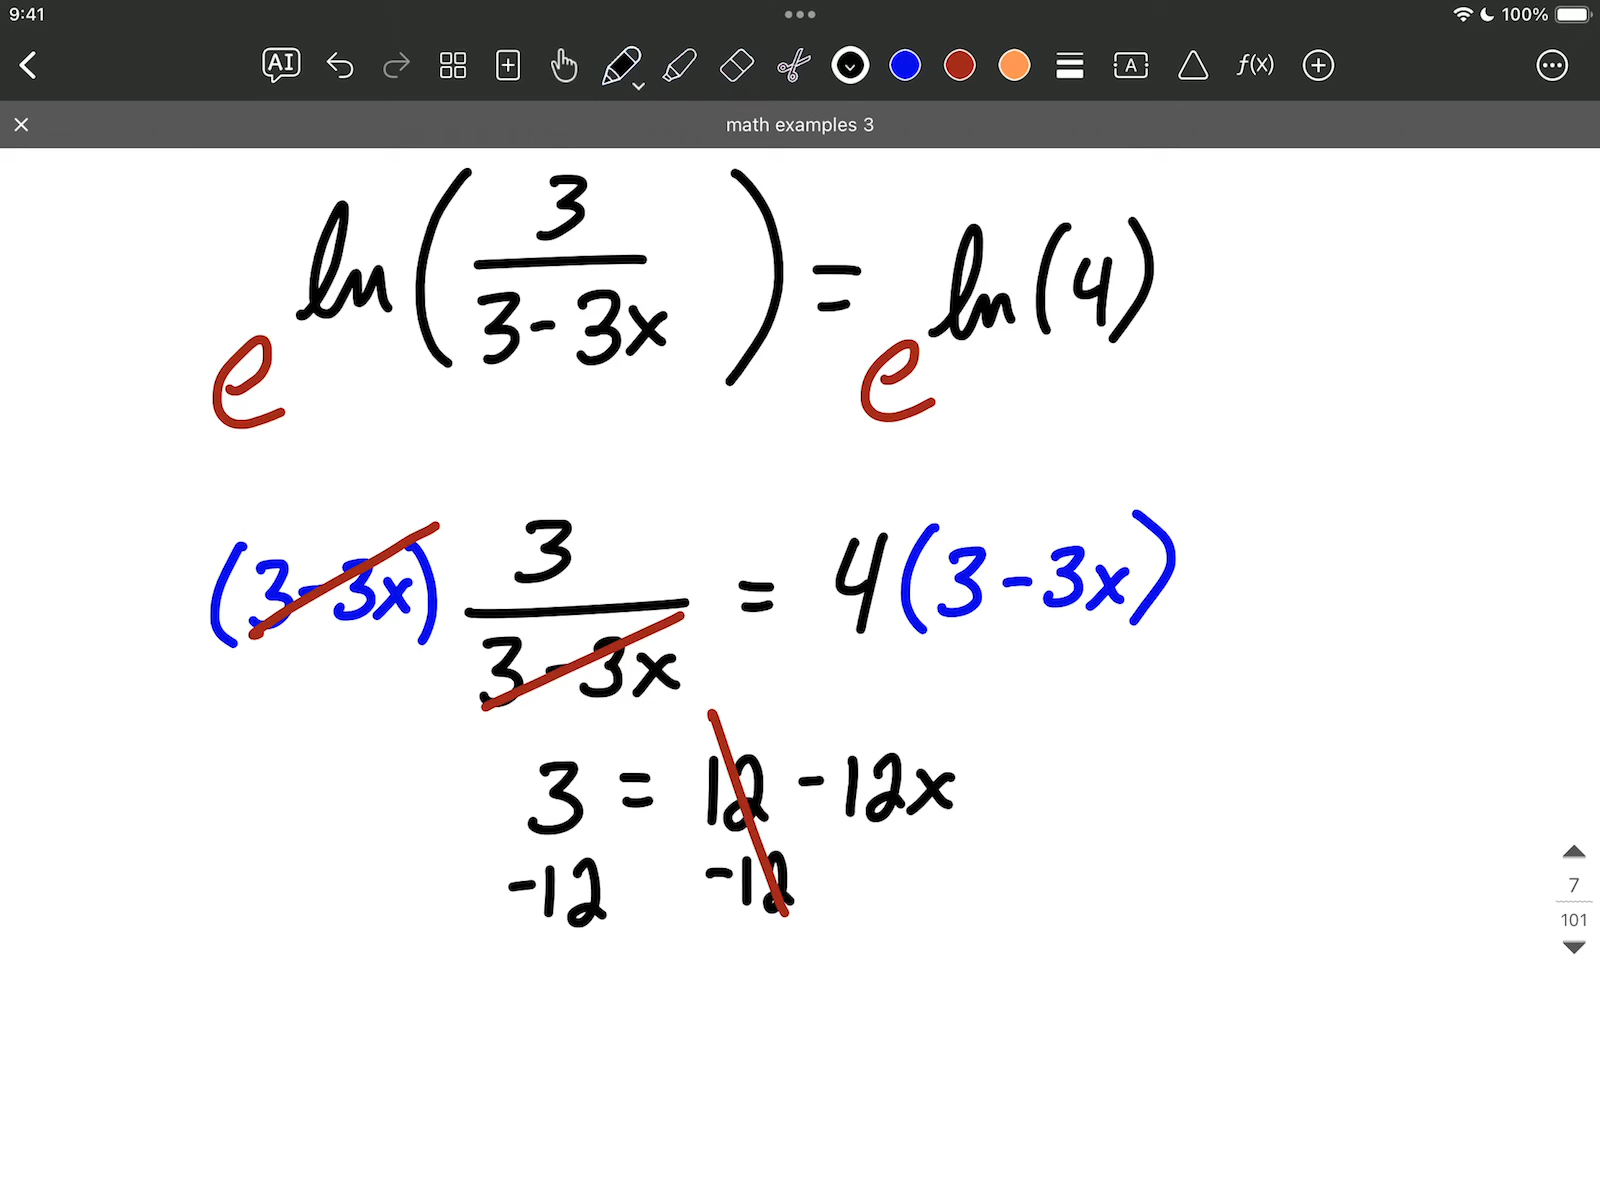 9:41 100%
AI A f(x)
math examples 3
e^ln(3/(3-3x)) = e^ln(4)
(3-3x) 3/(3-3x) = 4(3-3x)
3 = 12 -12x
-12 -12
7
101